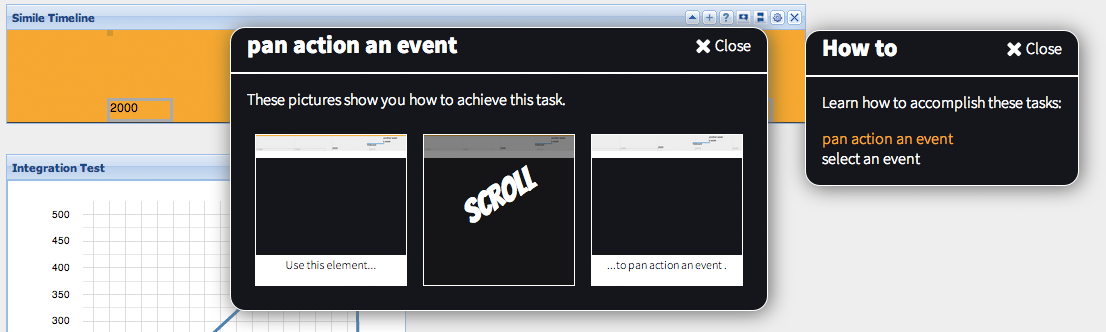 Simile Timeline
2000
pan action an event
Close
These pictures show you how to achieve this task.
Use this element...
SCROLL
...to pan action an event .
How to
Close
Learn how to accomplish these tasks:
pan action an event
select an event
Integration Test
500
450
400
350
300